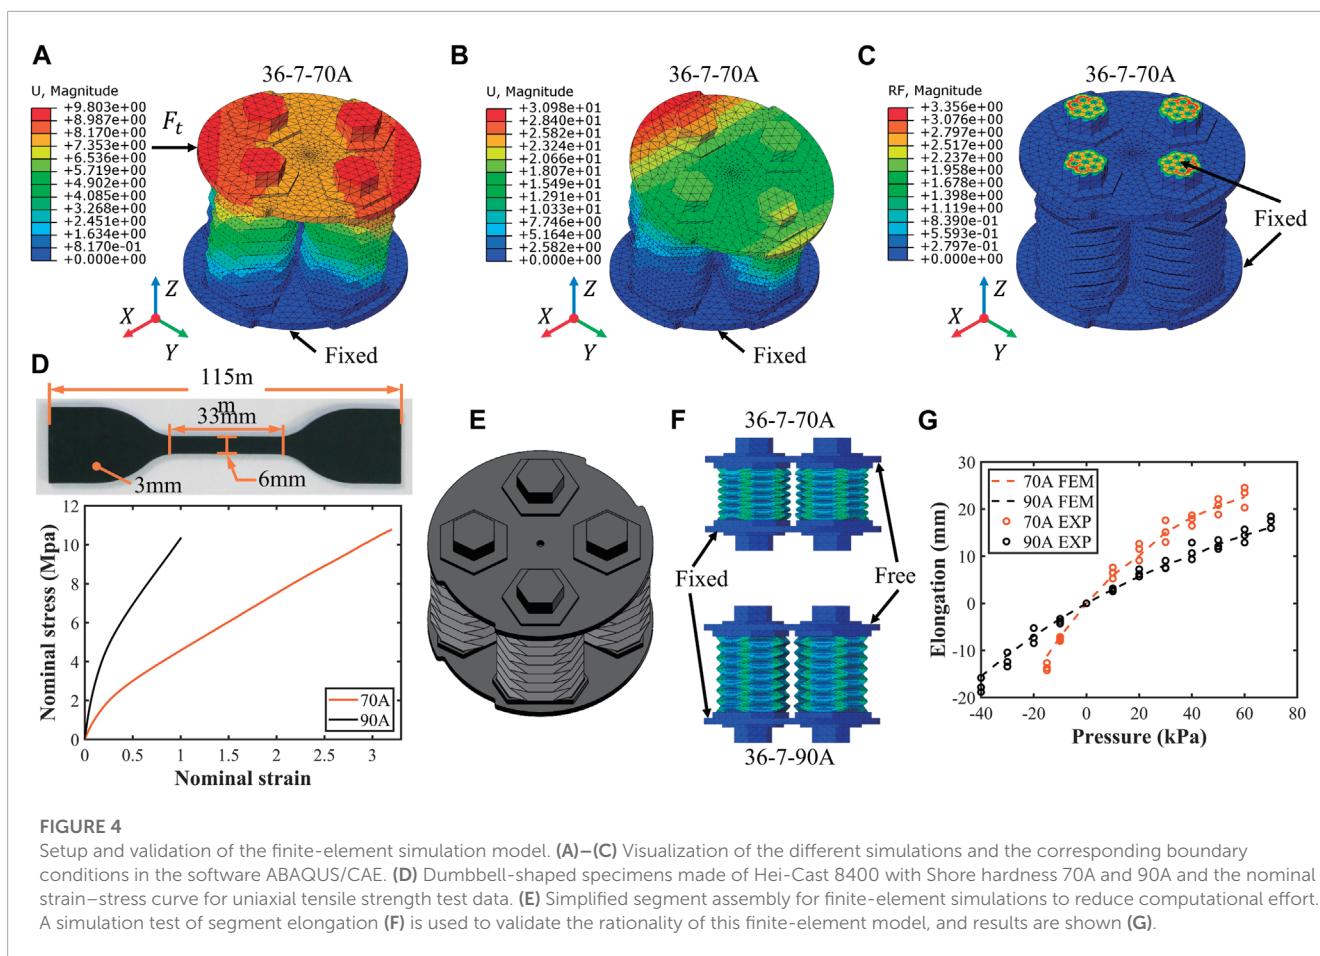 A
36-7-70A
U, Magnitude
+9.803e+00
+8.987e+00
+8.170e+00
+7.353e+00
+6.536e+00
+5.719e+00
+4.902e+00
+4.085e+00
+3.268e+00
+2.451e+00
+1.634e+00
+8.170e-01
+0.000e+00
Ft
Z
X
Y
Fixed
B
36-7-70A
U, Magnitude
+3.098e+01
+2.840e+01
+2.582e+01
+2.324e+01
+2.066e+01
+1.807e+01
+1.549e+01
+1.291e+01
+1.033e+01
+7.746e+00
+5.164e+00
+2.582e+00
+0.000e+00
Z
X
Y
Fixed
C
36-7-70A
RF, Magnitude
+3.356e+00
+3.076e+00
+2.797e+00
+2.517e+00
+2.237e+00
+1.958e+00
+1.678e+00
+1.398e+00
+1.119e+00
+8.390e-01
+5.593e-01
+2.797e-01
+0.000e+00
Fixed
Z
X
Y
D
115m
m
33mm
3mm
6mm
Nominal stress (Mpa)
12
10
8
6
4
2
0
70A
90A
0 0.5 1 1.5 2 2.5 3
Nominal strain
E
F
36-7-70A
Fixed
Free
36-7-90A
G
Elongation (mm)
30
20
10
0
-10
-20
70A FEM
90A FEM
70A EXP
90A EXP
-40 -20 0 20 40 60 80
Pressure (kPa)
FIGURE 4
Setup and validation of the finite-element simulation model. (A)–(C) Visualization of the different simulations and the corresponding boundary
conditions in the software ABAQUS/CAE. (D) Dumbbell-shaped specimens made of Hei-Cast 8400 with Shore hardness 70A and 90A and the nominal
strain–stress curve for uniaxial tensile strength test data. (E) Simplified segment assembly for finite-element simulations to reduce computational effort.
A simulation test of segment elongation (F) is used to validate the rationality of this finite-element model, and results are shown (G).